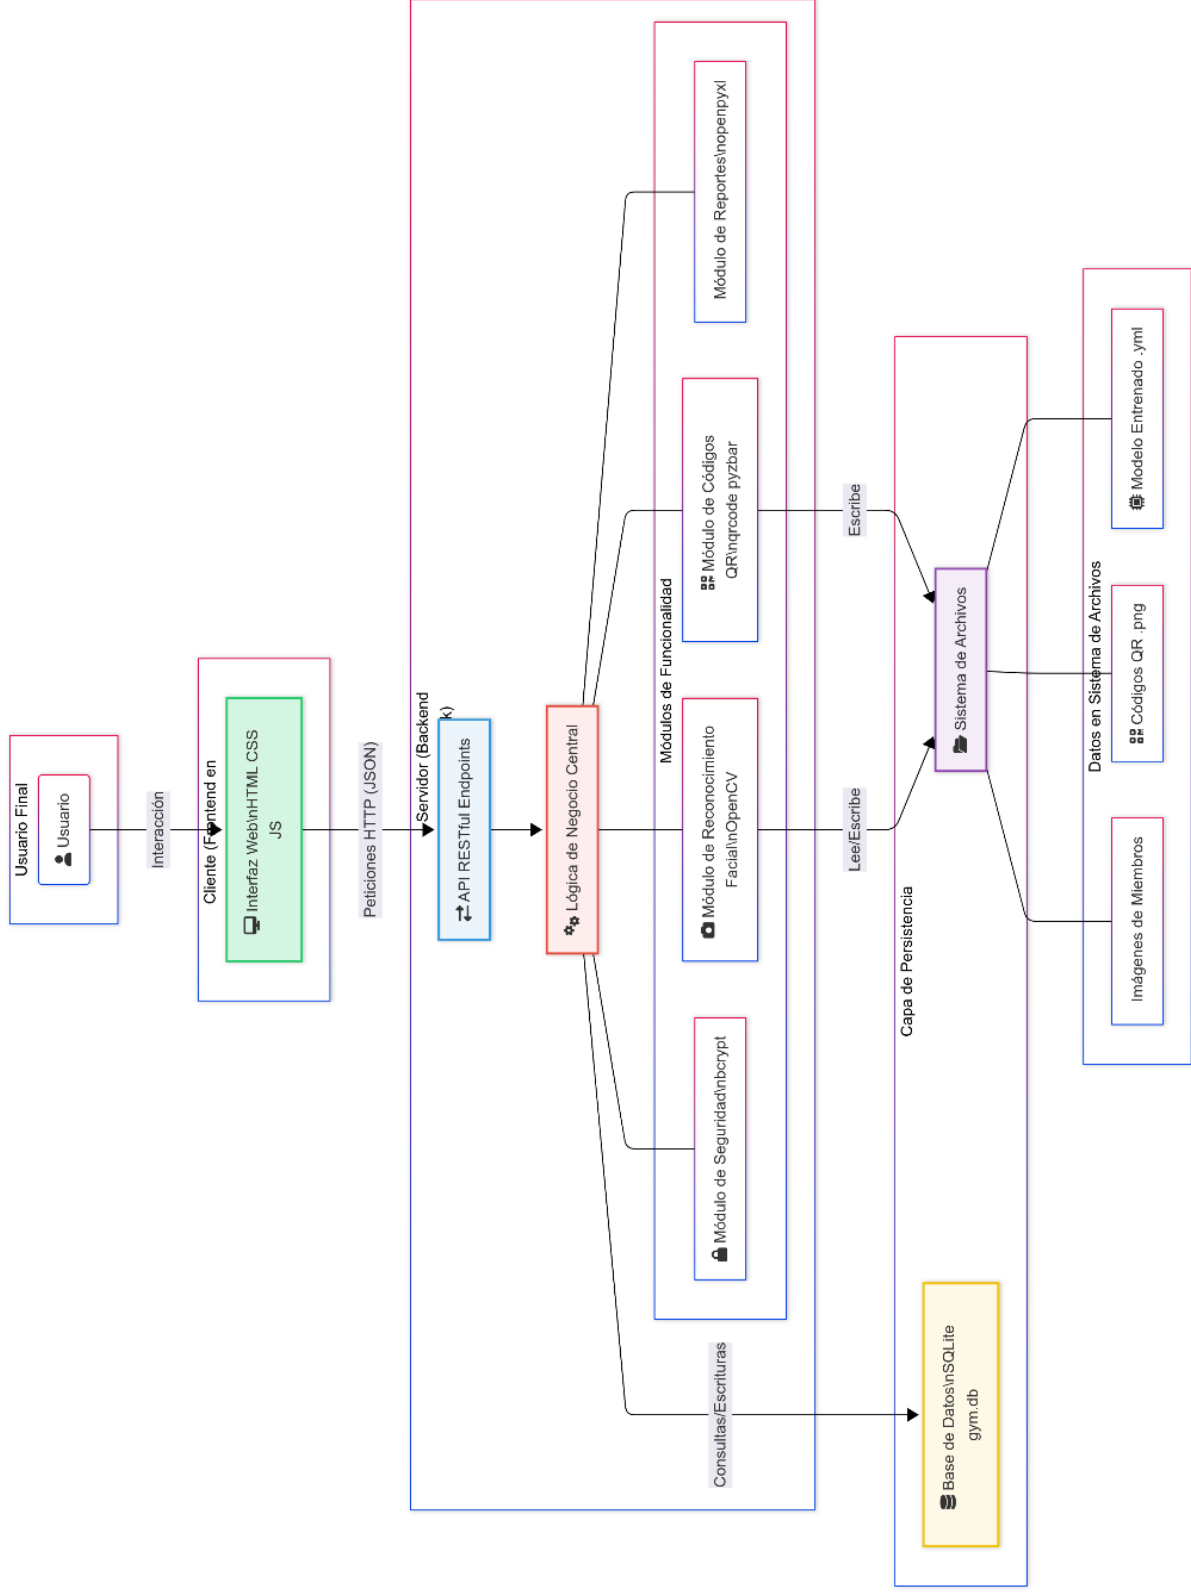 Usuario Final
Usuario
Interacción
Cliente (Frontend en
Interfaz Web\nHTML CSS
JS
Peticiones HTTP (JSON)
Servidor (Backend
k)
API RESTful Endpoints
Lógica de Negocio Central
Módulos de Funcionalidad
Módulo de Seguridad\nbcrypt
Módulo de Reconocimiento
Facial\nOpenCV
Módulo de Códigos
QR\nqrcode pyzbar
Módulo de Reportes\nopenpyxl
Consultas/Escrituras
Lee/Escribe
Escribe
Capa de Persistencia
Base de Datos\nSQLite
gym.db
Sistema de Archivos
Datos en Sistema de Archivos
Imágenes de Miembros
Códigos QR .png
Modelo Entrenado .yml